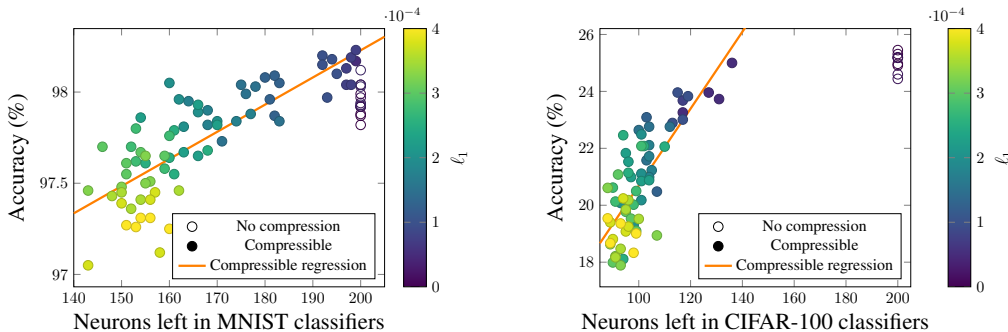 ·10⁻⁴
98
97.5
97
Accuracy (%)
140 150 160 170 180 190 200
Neurons left in MNIST classifiers
No compression
Compressible
Compressible regression
4
3
2
1
0
ℓ₁
·10⁻⁴
26
24
22
20
18
Accuracy (%)
100 120 140 160 180 200
Neurons left in CIFAR-100 classifiers
No compression
Compressible
Compressible regression
4
3
2
1
0
ℓ₁